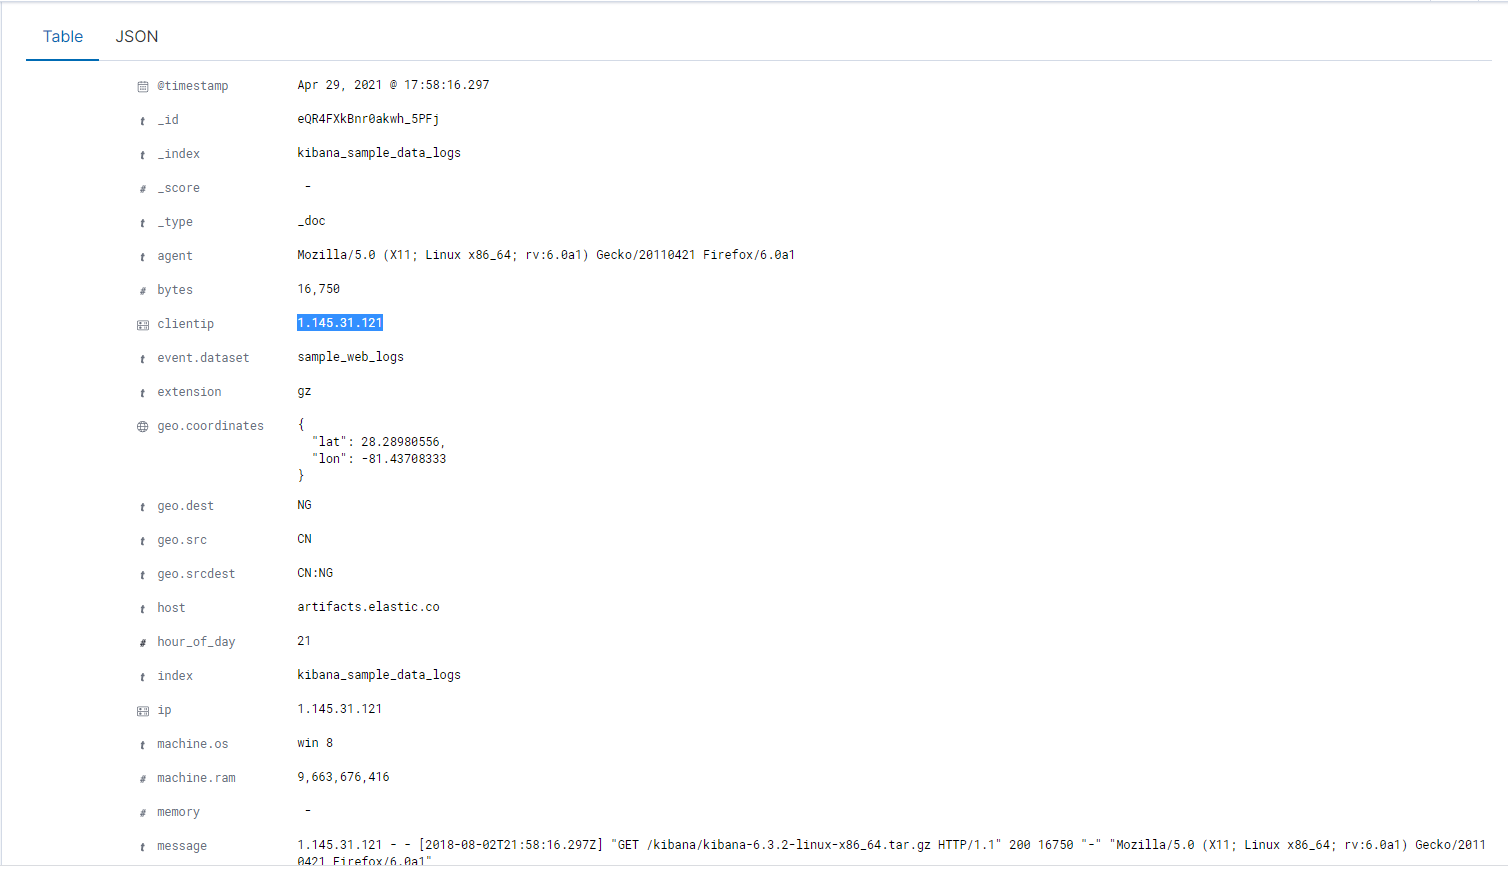 Table JSON
@timestamp Apr 29, 2021 @ 17:58:16.297
t _id eQR4FXkBnr0akwh_5PFj
t _index kibana_sample_data_logs
# _score -
t _type _doc
t agent Mozilla/5.0 (X11; Linux x86_64; rv:6.0a1) Gecko/20110421 Firefox/6.0a1
# bytes 16,750
clientip 1.145.31.121
t event.dataset sample_web_logs
t extension gz
geo.coordinates {
"lat": 28.28980556,
"lon": -81.43708333
}
t geo.dest NG
t geo.src CN
t geo.srcdest CN:NG
t host artifacts.elastic.co
# hour_of_day 21
t index kibana_sample_data_logs
ip 1.145.31.121
t machine.os win 8
# machine.ram 9,663,676,416
# memory -
t message 1.145.31.121 - - [2018-08-02T21:58:16.297Z] "GET /kibana/kibana-6.3.2-linux-x86_64.tar.gz HTTP/1.1" 200 16750 "-" "Mozilla/5.0 (X11; Linux x86_64; rv:6.0a1) Gecko/2011
0421 Firefox/6.0a1"